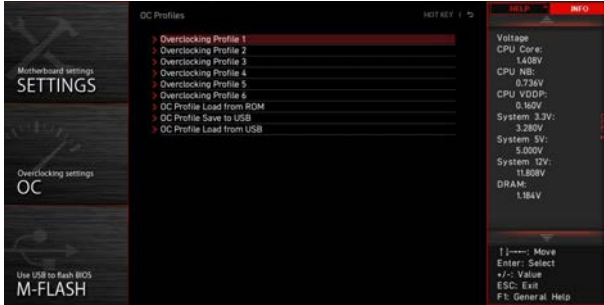 Motherboard settings
SETTINGS
Overclocking settings
OC
Use USB to flash BIOS
M-FLASH
OC Profiles
HOT KEY
> Overclocking Profile 1
> Overclocking Profile 2
> Overclocking Profile 3
> Overclocking Profile 4
> Overclocking Profile 5
> Overclocking Profile 6
> OC Profile Load from ROM
> OC Profile Save to USB
> OC Profile Load from USB
HELP
INFO
Voltage
CPU Core:
1.408V
CPU NB:
0.736V
CPU VDDP:
0.160V
System 3.3V:
3.280V
System 5V:
5.000V
System 12V:
11.808V
DRAM:
1.184V
↑↓→←: Move
Enter: Select
+/-: Value
ESC: Exit
F1: General Help